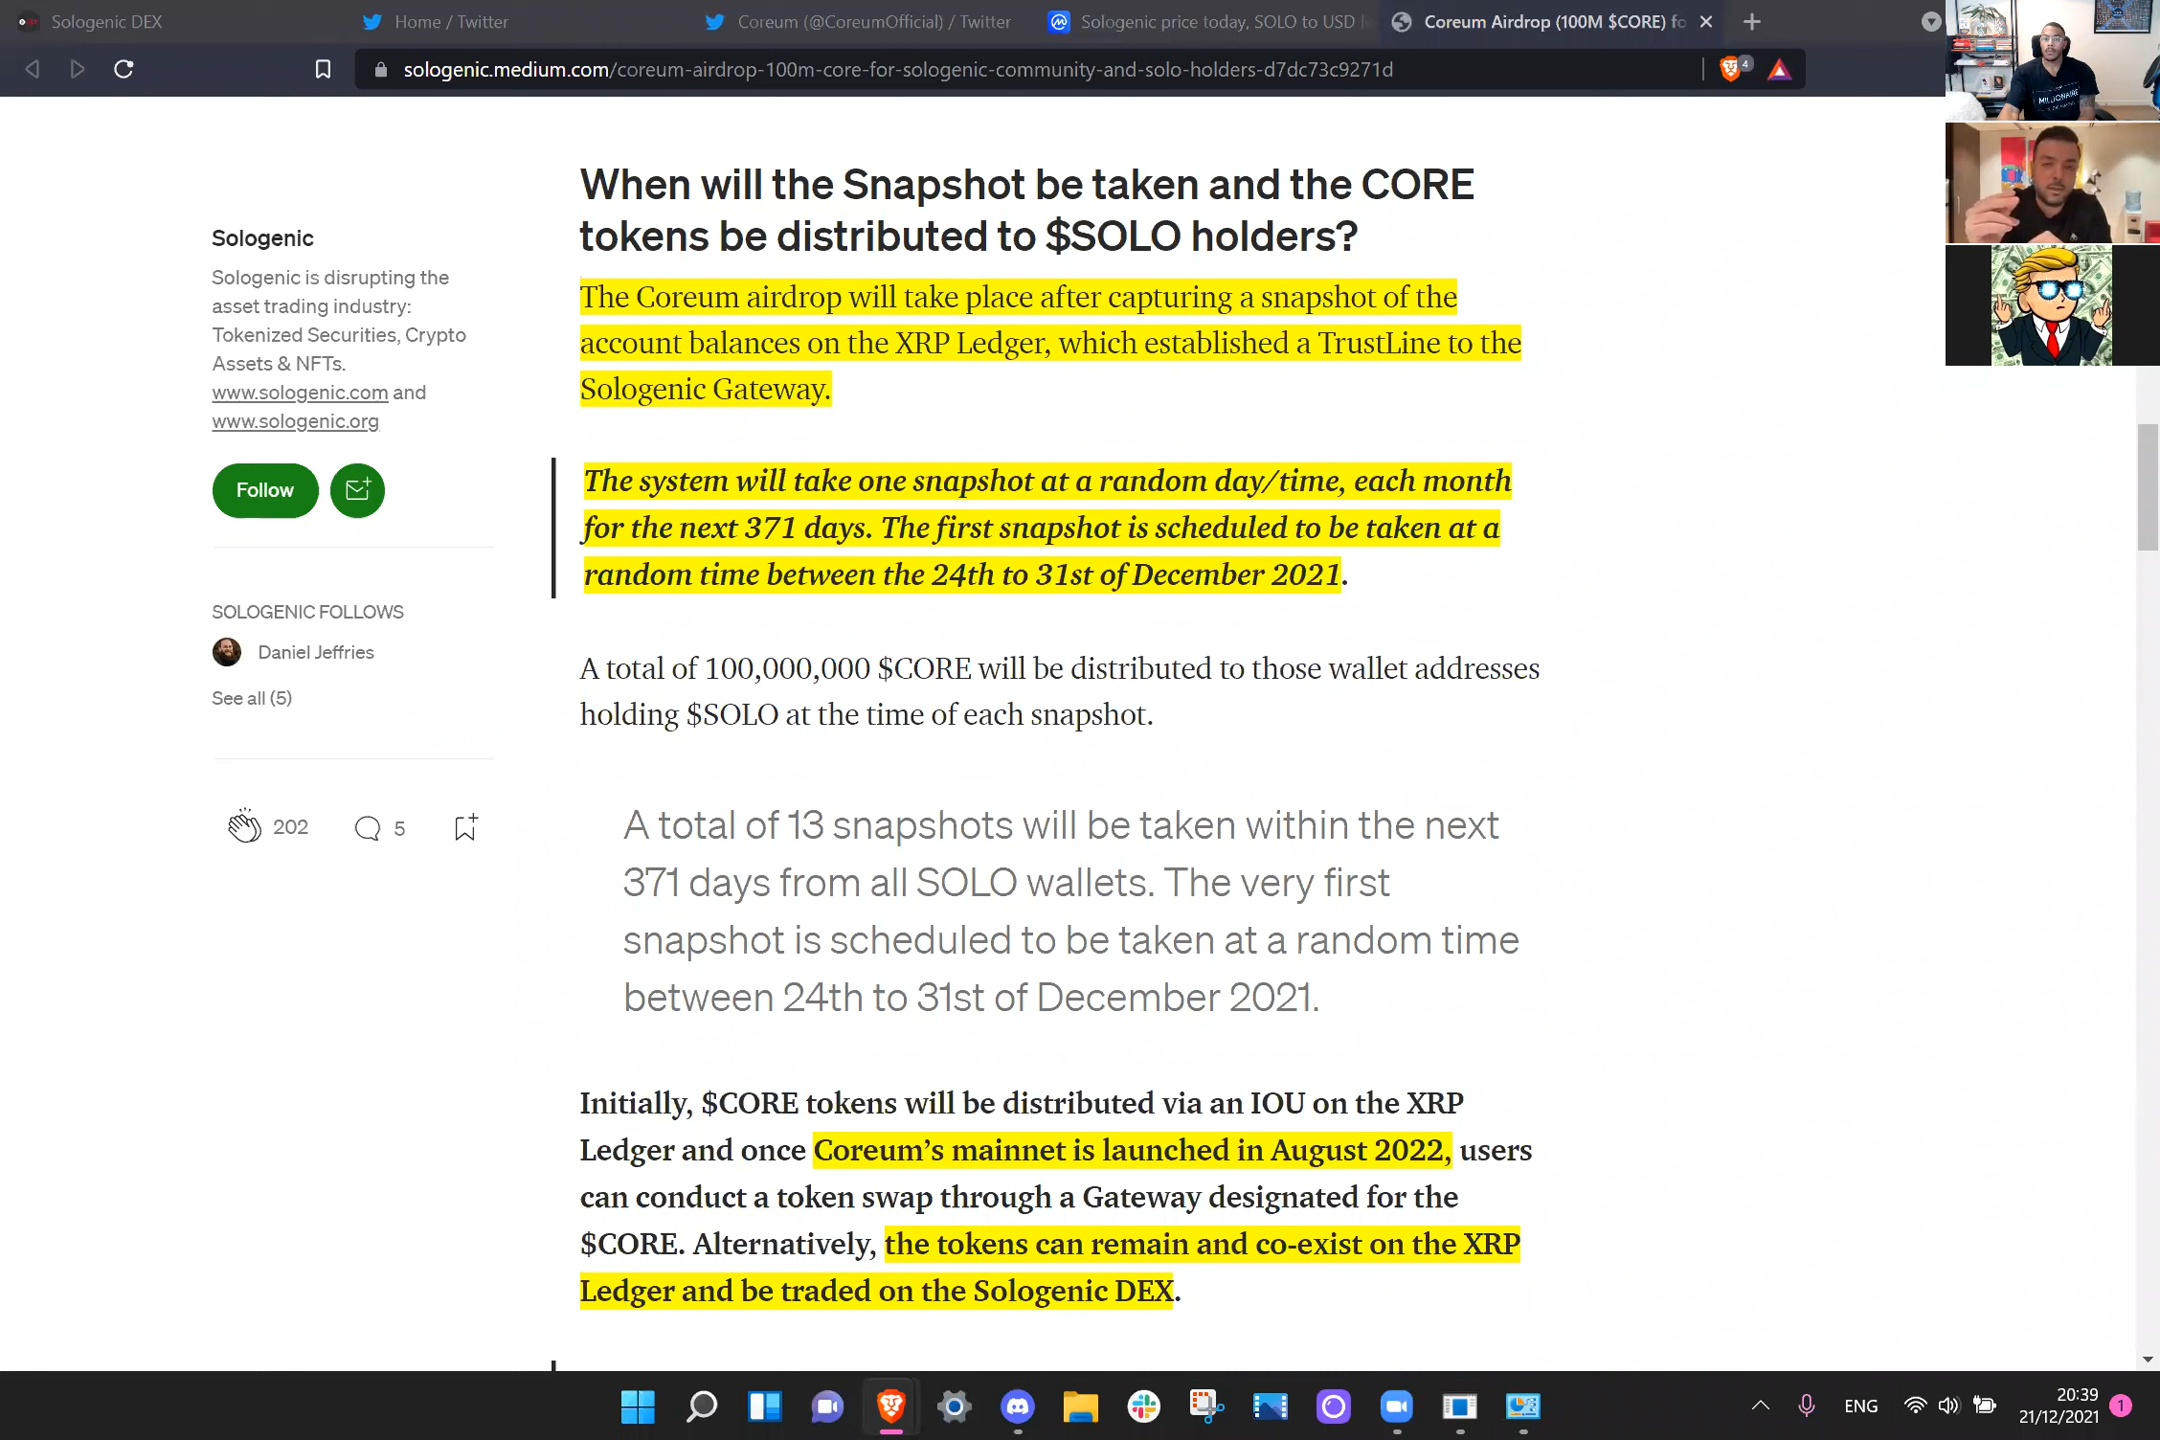 Sologenic DEX
Home / Twitter
Coreum (@CoreumOfficial) / Twitter
Sologenic price today, SOLO to USD l
Coreum Airdrop (100M $CORE) fo
sologenic.medium.com/coreum-airdrop-100m-core-for-sologenic-community-and-solo-holders-d7dc73c9271d
4
MILLIONAIRE
Sologenic
Sologenic is disrupting the
asset trading industry:
Tokenized Securities, Crypto
Assets & NFTs.
www.sologenic.com and
www.sologenic.org
Follow
SOLOGENIC FOLLOWS
Daniel Jeffries
See all (5)
202
5
When will the Snapshot be taken and the CORE
tokens be distributed to $SOLO holders?
The Coreum airdrop will take place after capturing a snapshot of the
account balances on the XRP Ledger, which established a TrustLine to the
Sologenic Gateway.
The system will take one snapshot at a random day/time, each month
for the next 371 days. The first snapshot is scheduled to be taken at a
random time between the 24th to 31st of December 2021.
A total of 100,000,000 $CORE will be distributed to those wallet addresses
holding $SOLO at the time of each snapshot.
A total of 13 snapshots will be taken within the next
371 days from all SOLO wallets. The very first
snapshot is scheduled to be taken at a random time
between 24th to 31st of December 2021.
Initially, $CORE tokens will be distributed via an IOU on the XRP
Ledger and once Coreum’s mainnet is launched in August 2022, users
can conduct a token swap through a Gateway designated for the
$CORE. Alternatively, the tokens can remain and co-exist on the XRP
Ledger and be traded on the Sologenic DEX.
ENG
20:39
21/12/2021
1